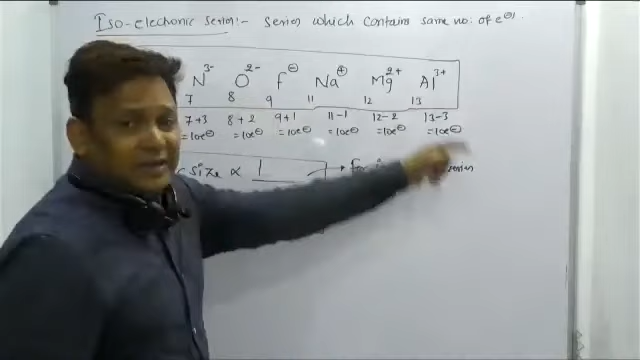 Iso-electronic Series:- Series which contains same no: of e⊖.
N³⁻ O²⁻ F⊖ Na⊕ Mg²⁺ Al³⁺
7 8 9 11 12 13
7+3 8+2 9+1 11-1 12-2 13-3
=10e⊖ =10e⊖ =10e⊖ =10e⊖ =10e⊖ =10e⊖
size ∝ 1 → for series